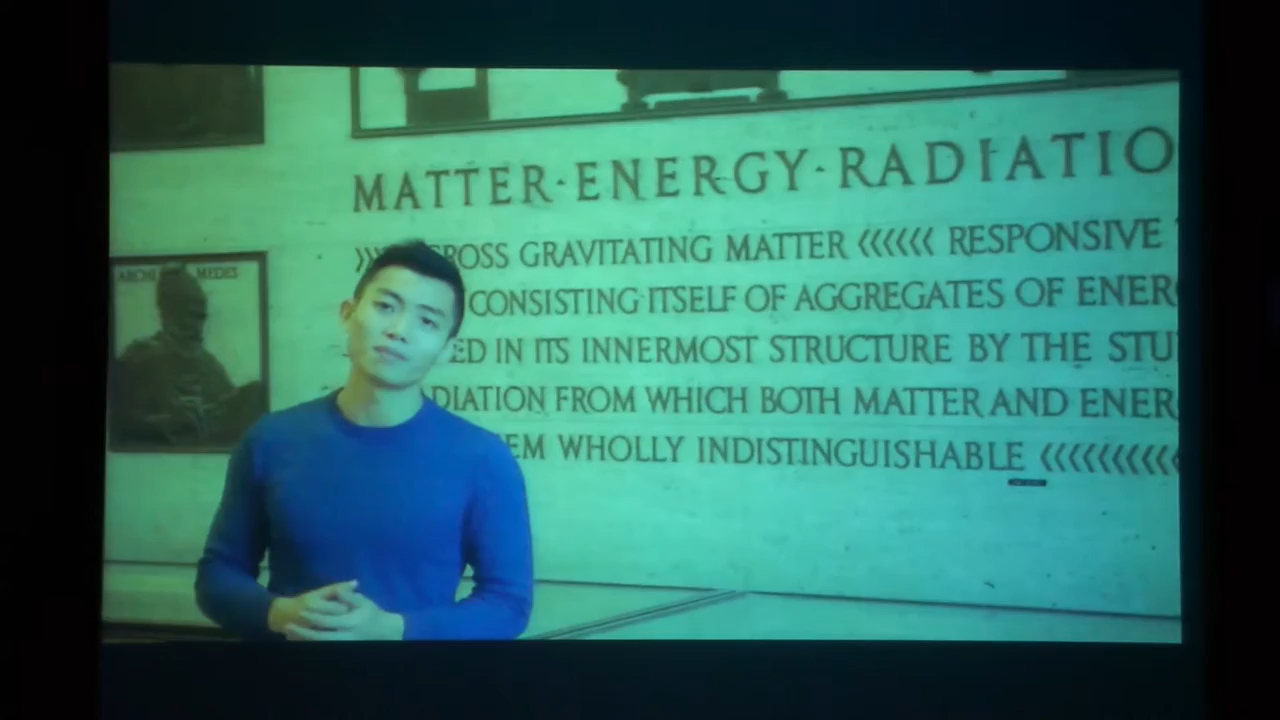 MATTER·ENERGY·RADIATIO
ARCHI MEDES
GRAVITATING MATTER <<<<<< RESPONSIVE
CONSISTING ITSELF OF AGGREGATES OF ENER
ED IN ITS INNERMOST STRUCTURE BY THE STU
DIATION FROM WHICH BOTH MATTER AND ENER
EM WHOLLY INDISTINGUISHABLE <<<<<<<<<<